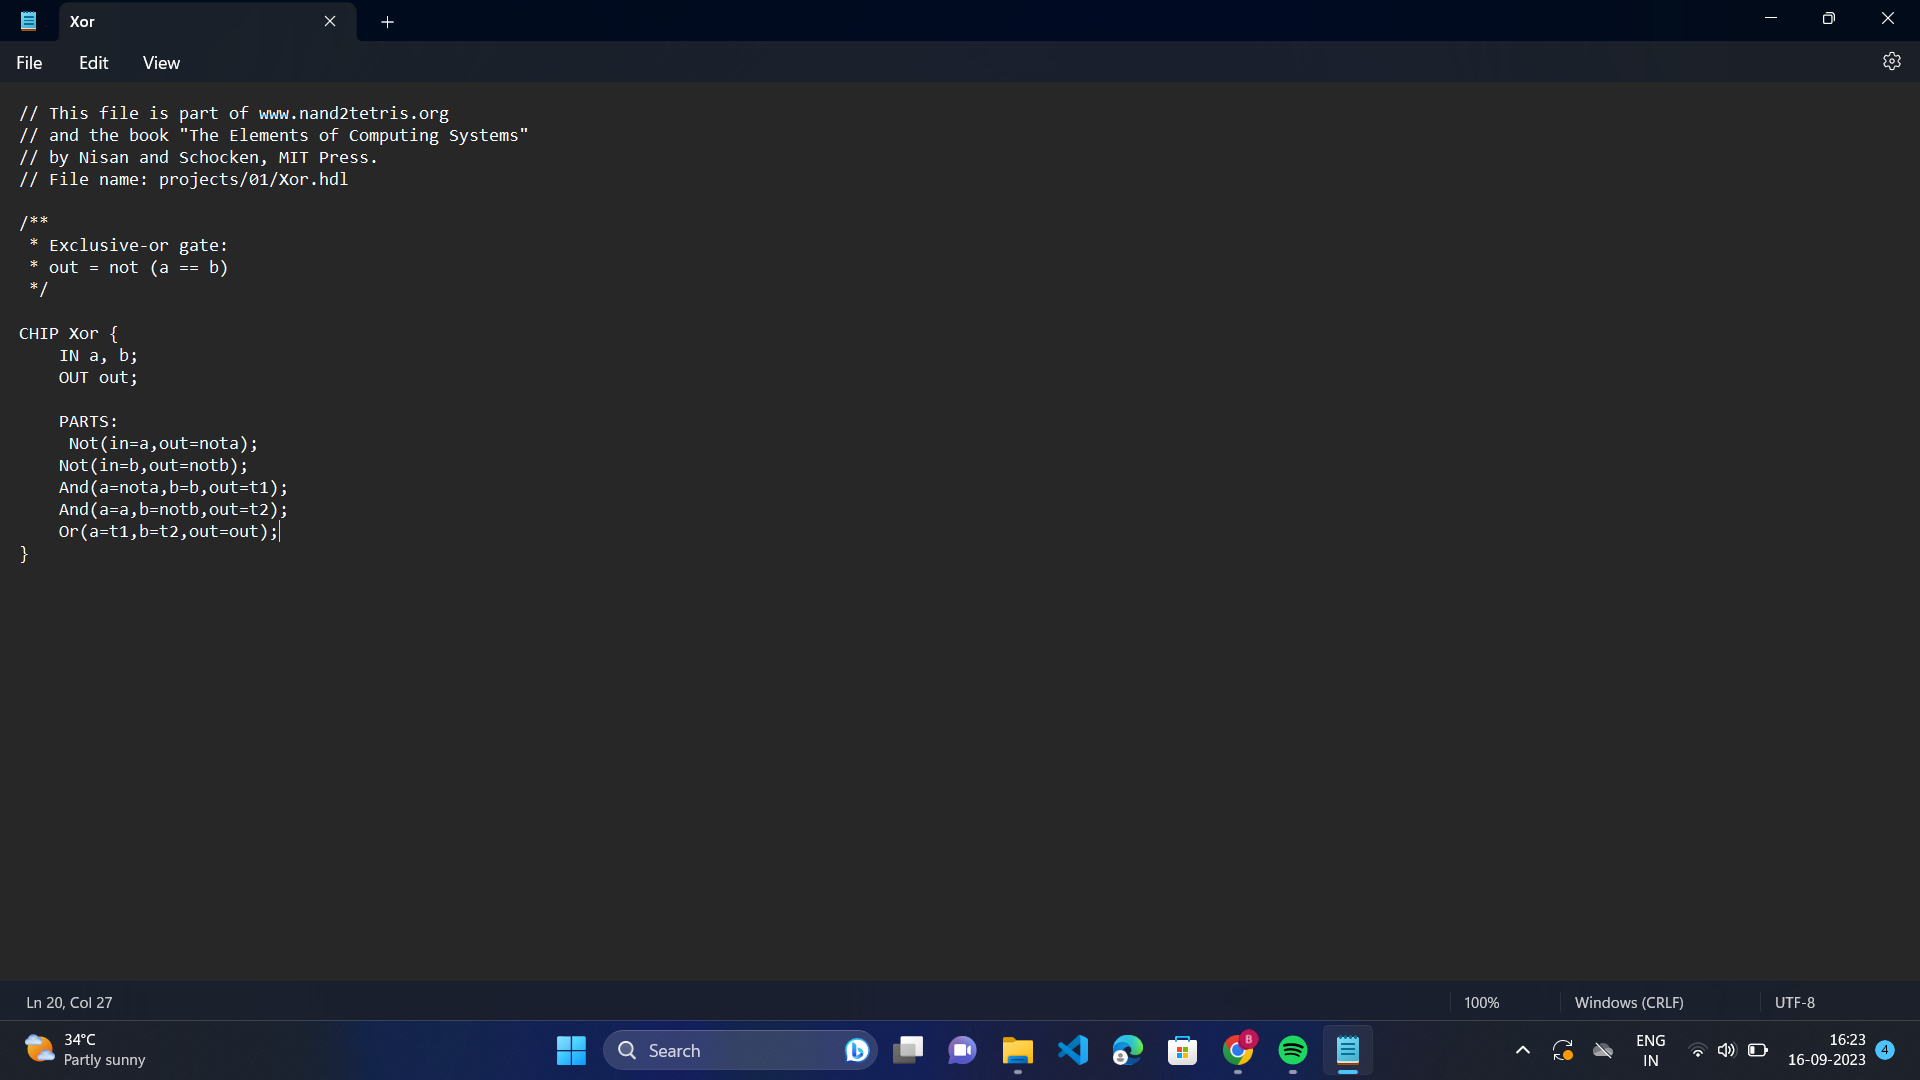 Xor
File Edit View
// This file is part of www.nand2tetris.org
// and the book "The Elements of Computing Systems"
// by Nisan and Schocken, MIT Press.
// File name: projects/01/Xor.hdl
/**
 * Exclusive-or gate:
 * out = not (a == b)
 */
CHIP Xor {
    IN a, b;
    OUT out;
    PARTS:
     Not(in=a,out=nota);
    Not(in=b,out=notb);
    And(a=nota,b=b,out=t1);
    And(a=a,b=notb,out=t2);
    Or(a=t1,b=t2,out=out);
}
Ln 20, Col 27 100% Windows (CRLF) UTF-8
34°C
Partly sunny
Search
B
ENG
IN
16:23
16-09-2023
4